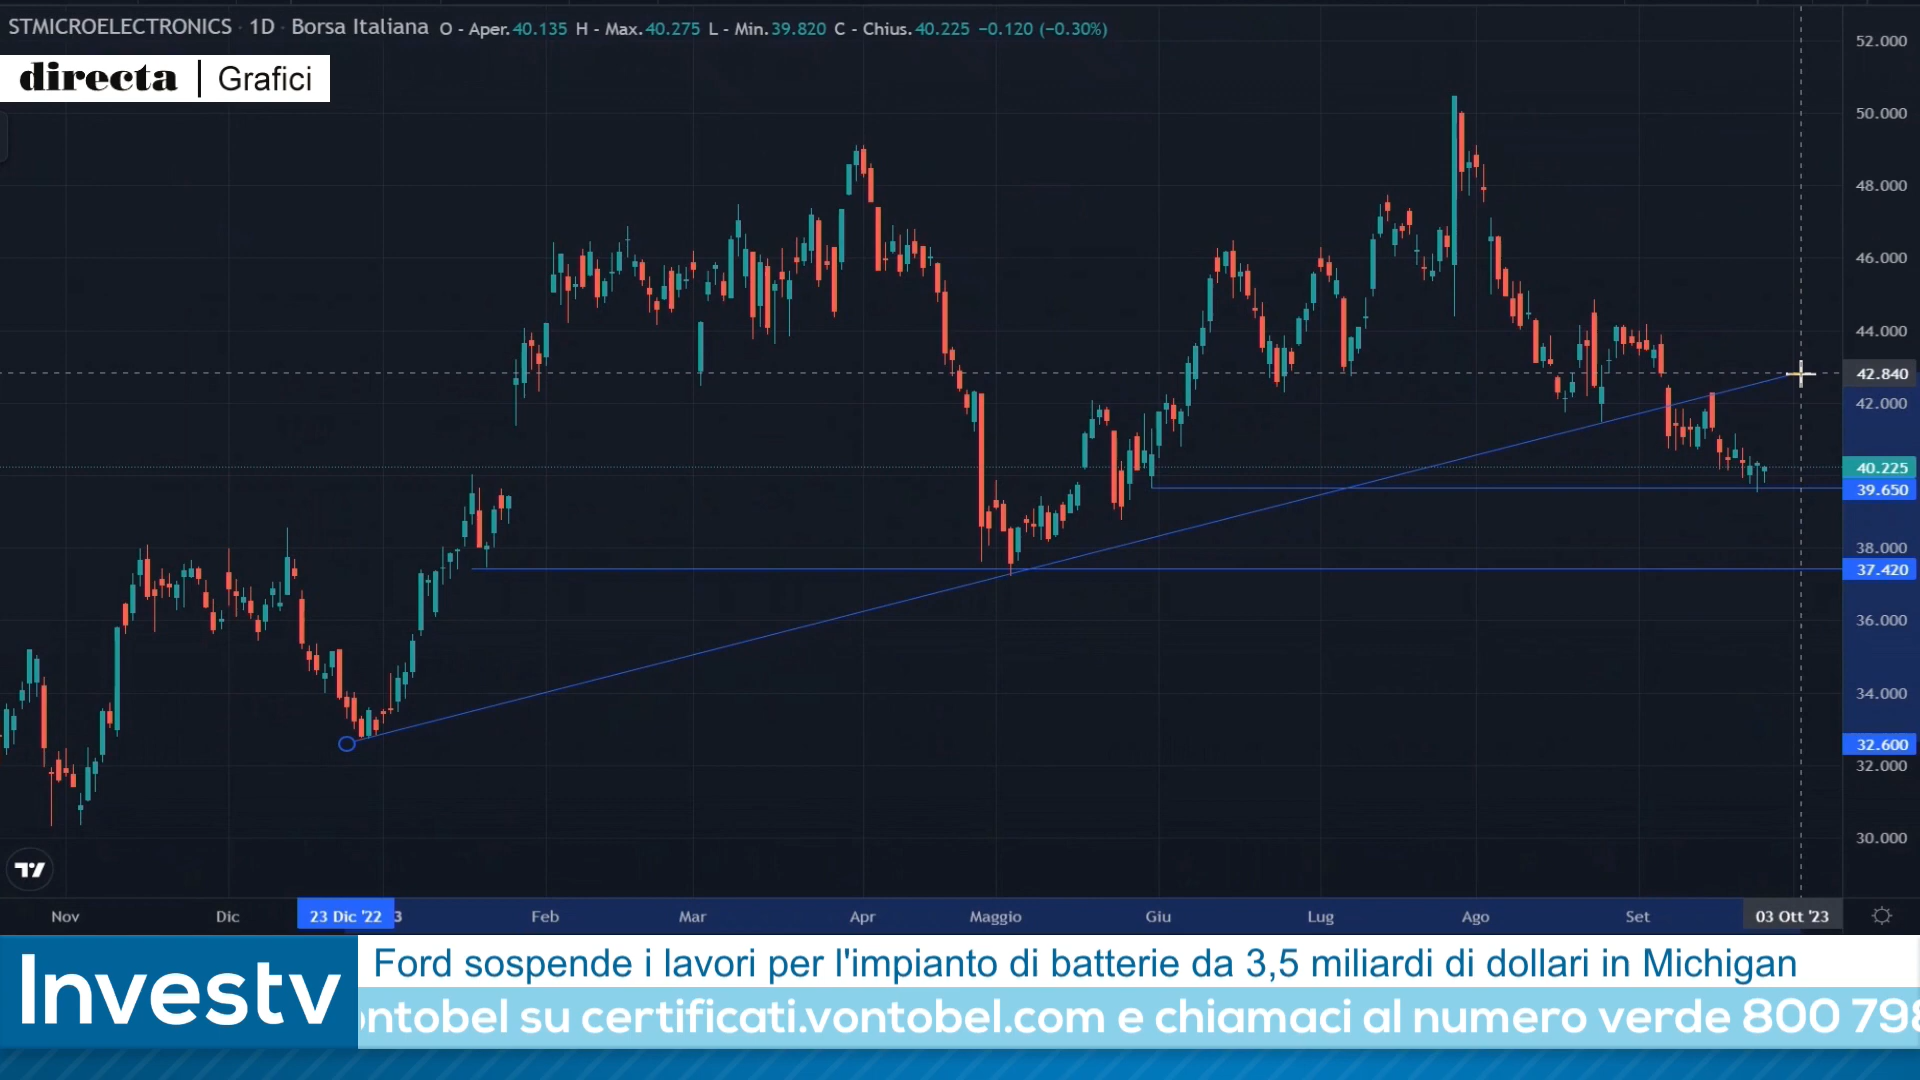 STMICROELECTRONICS · 1D · Borsa Italiana O - Aper.40.135 H - Max.40.275 L - Min.39.820 C - Chius.40.225 −0.120 (−0.30%)
directa | Grafici
52.000
50.000
48.000
46.000
44.000
42.840
42.000
40.225
39.650
38.000
37.420
36.000
34.000
32.600
32.000
30.000
Nov Dic 23 Dic '22 3 Feb Mar Apr Maggio Giu Lug Ago Set 03 Ott '23
Investv
Ford sospende i lavori per l'impianto di batterie da 3,5 miliardi di dollari in Michigan
ontobel su certificati.vontobel.com e chiamaci al numero verde 800 798